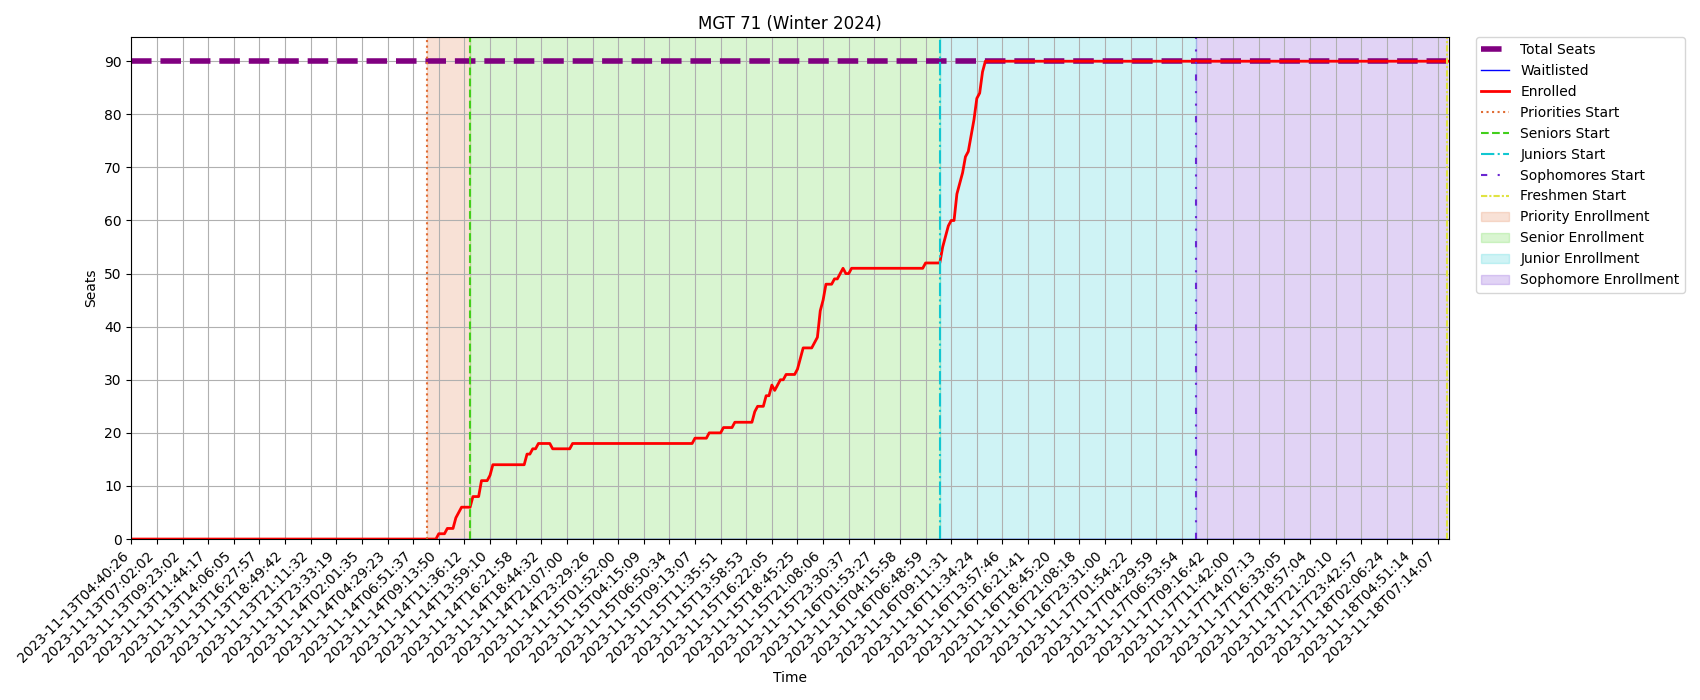 MGT 71 (Winter 2024)
Total Seats
Waitlisted
Enrolled
Priorities Start
Seniors Start
Juniors Start
Sophomores Start
Freshmen Start
Priority Enrollment
Senior Enrollment
Junior Enrollment
Sophomore Enrollment
Seats
90
80
70
60
50
40
30
20
10
0
2023-11-13T04:40:26
2023-11-13T07:02:02
2023-11-13T09:23:02
2023-11-13T11:44:17
2023-11-13T14:06:05
2023-11-13T16:27:57
2023-11-13T18:49:42
2023-11-13T21:11:32
2023-11-13T23:33:19
2023-11-14T02:01:35
2023-11-14T04:29:23
2023-11-14T06:51:37
2023-11-14T09:13:50
2023-11-14T11:36:12
2023-11-14T13:59:10
2023-11-14T16:21:58
2023-11-14T18:44:32
2023-11-14T21:07:00
2023-11-14T23:29:26
2023-11-15T01:52:00
2023-11-15T04:15:09
2023-11-15T06:50:34
2023-11-15T09:13:07
2023-11-15T11:35:51
2023-11-15T13:58:53
2023-11-15T16:22:05
2023-11-15T18:45:25
2023-11-15T21:08:06
2023-11-15T23:30:37
2023-11-16T01:53:27
2023-11-16T04:15:58
2023-11-16T06:48:59
2023-11-16T09:11:31
2023-11-16T11:34:24
2023-11-16T13:57:46
2023-11-16T16:21:41
2023-11-16T18:45:20
2023-11-16T21:08:18
2023-11-16T23:31:00
2023-11-17T01:54:22
2023-11-17T04:29:59
2023-11-17T06:53:54
2023-11-17T09:16:42
2023-11-17T11:42:00
2023-11-17T14:07:13
2023-11-17T16:33:05
2023-11-17T18:57:04
2023-11-17T21:20:10
2023-11-17T23:42:57
2023-11-18T02:06:24
2023-11-18T04:51:14
2023-11-18T07:14:07
Time